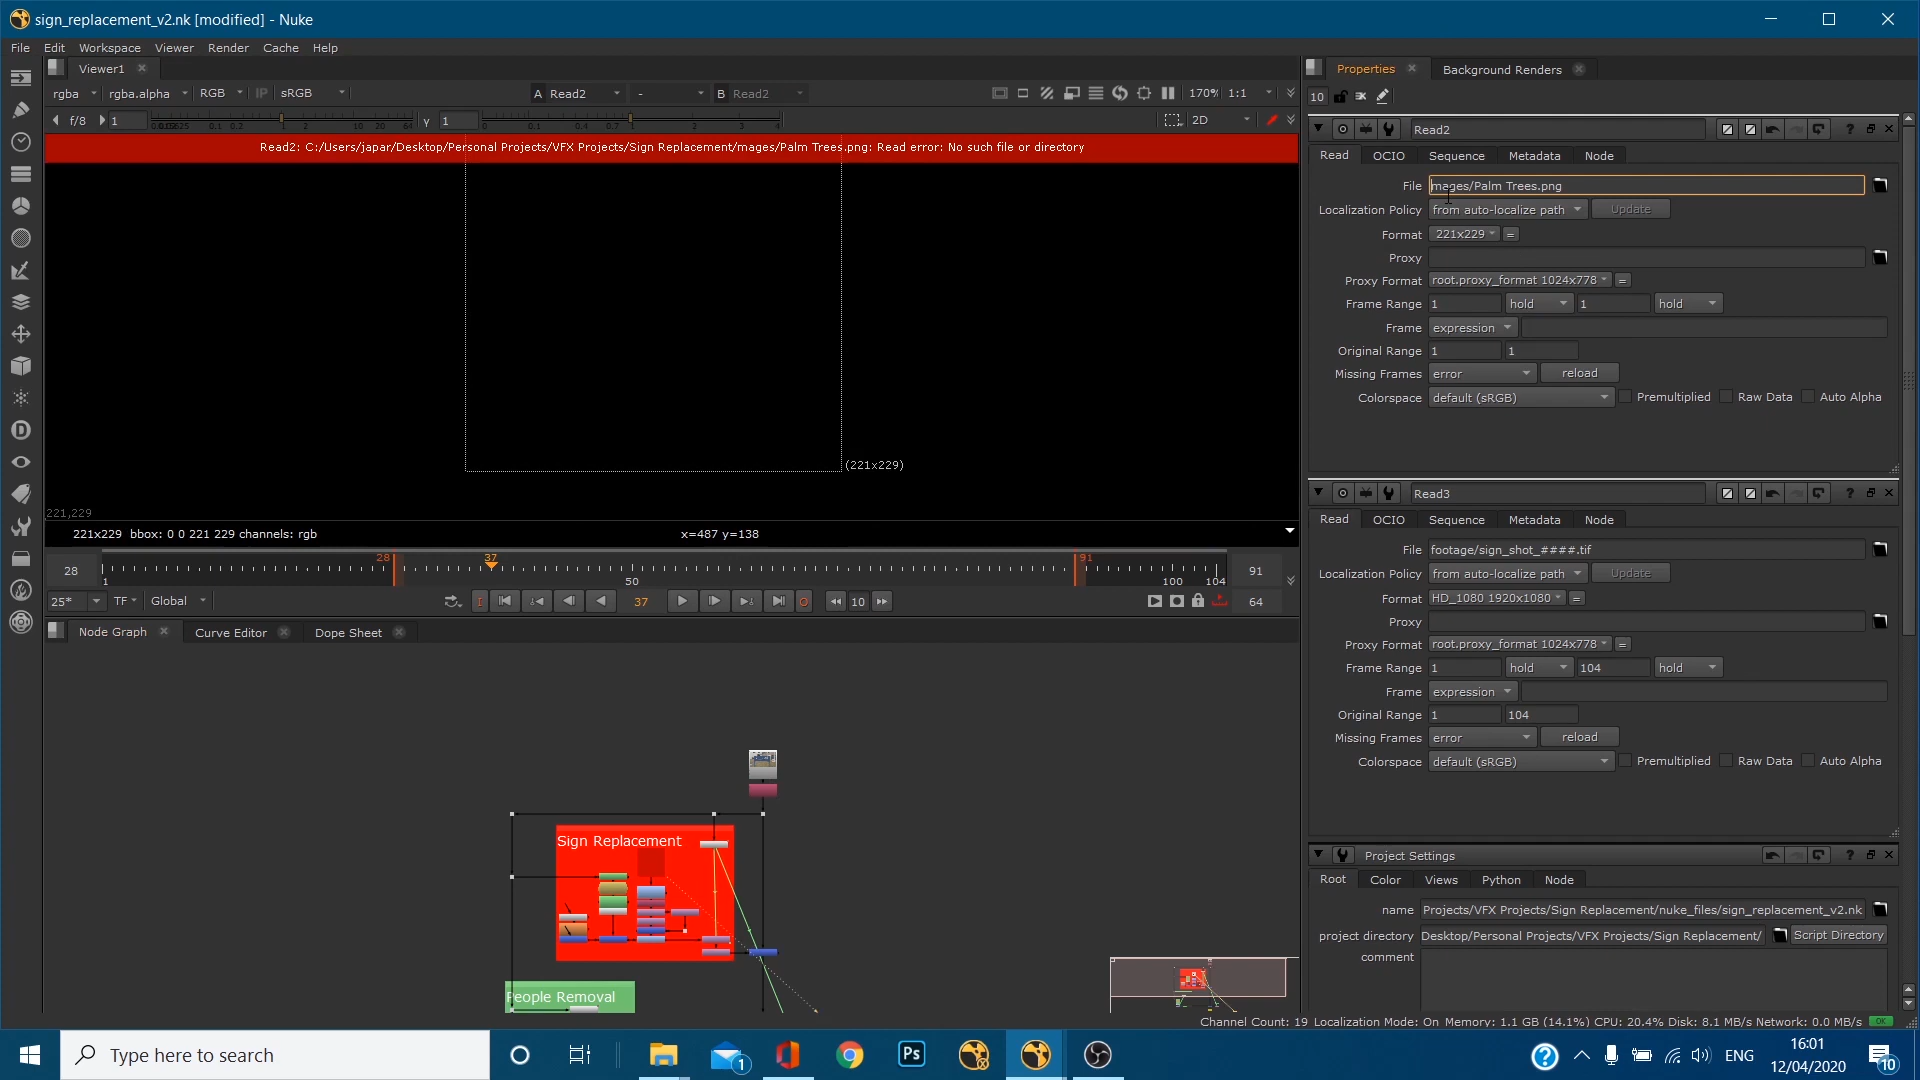 sign_replacement_v2.nk [modified] - Nuke
File Edit Workspace Viewer Render Cache Help
Viewer1
Properties Background Renders
rgba rgba.alpha RGB IP sRGB A Read2 - B Read2 170% 1:1
10
f/8 1 y 1 2D
Read2: C:/Users/japar/Desktop/Personal Projects/VFX Projects/Sign Replacement/mages/Palm Trees.png: Read error: No such file or directory
(221x229)
221,229
221x229 bbox: 0 0 221 229 channels: rgb x=487 y=138
28 28 37 91 91
1 50 100 104
25* TF Global 37 10 64
Node Graph Curve Editor Dope Sheet
Sign Replacement
People Removal
Read2
Read OCIO Sequence Metadata Node
File mages/Palm Trees.png
Localization Policy from auto-localize path Update
Format 221x229 =
Proxy
Proxy Format root.proxy_format 1024x778 =
Frame Range 1 hold 1 hold
Frame expression
Original Range 1 1
Missing Frames error reload
Colorspace default (sRGB) Premultiplied Raw Data Auto Alpha
Read3
Read OCIO Sequence Metadata Node
File footage/sign_shot_####.tif
Localization Policy from auto-localize path Update
Format HD_1080 1920x1080 =
Proxy
Proxy Format root.proxy_format 1024x778 =
Frame Range 1 hold 104 hold
Frame expression
Original Range 1 104
Missing Frames error reload
Colorspace default (sRGB) Premultiplied Raw Data Auto Alpha
Project Settings
Root Color Views Python Node
name Projects/VFX Projects/Sign Replacement/nuke_files/sign_replacement_v2.nk
project directory Desktop/Personal Projects/VFX Projects/Sign Replacement/ Script Directory
comment
Channel Count: 19 Localization Mode: On Memory: 1.1 GB (14.1%) CPU: 20.4% Disk: 8.1 MB/s Network: 0.0 MB/s OK
Type here to search
1
Ps
ENG
16:01
12/04/2020
10